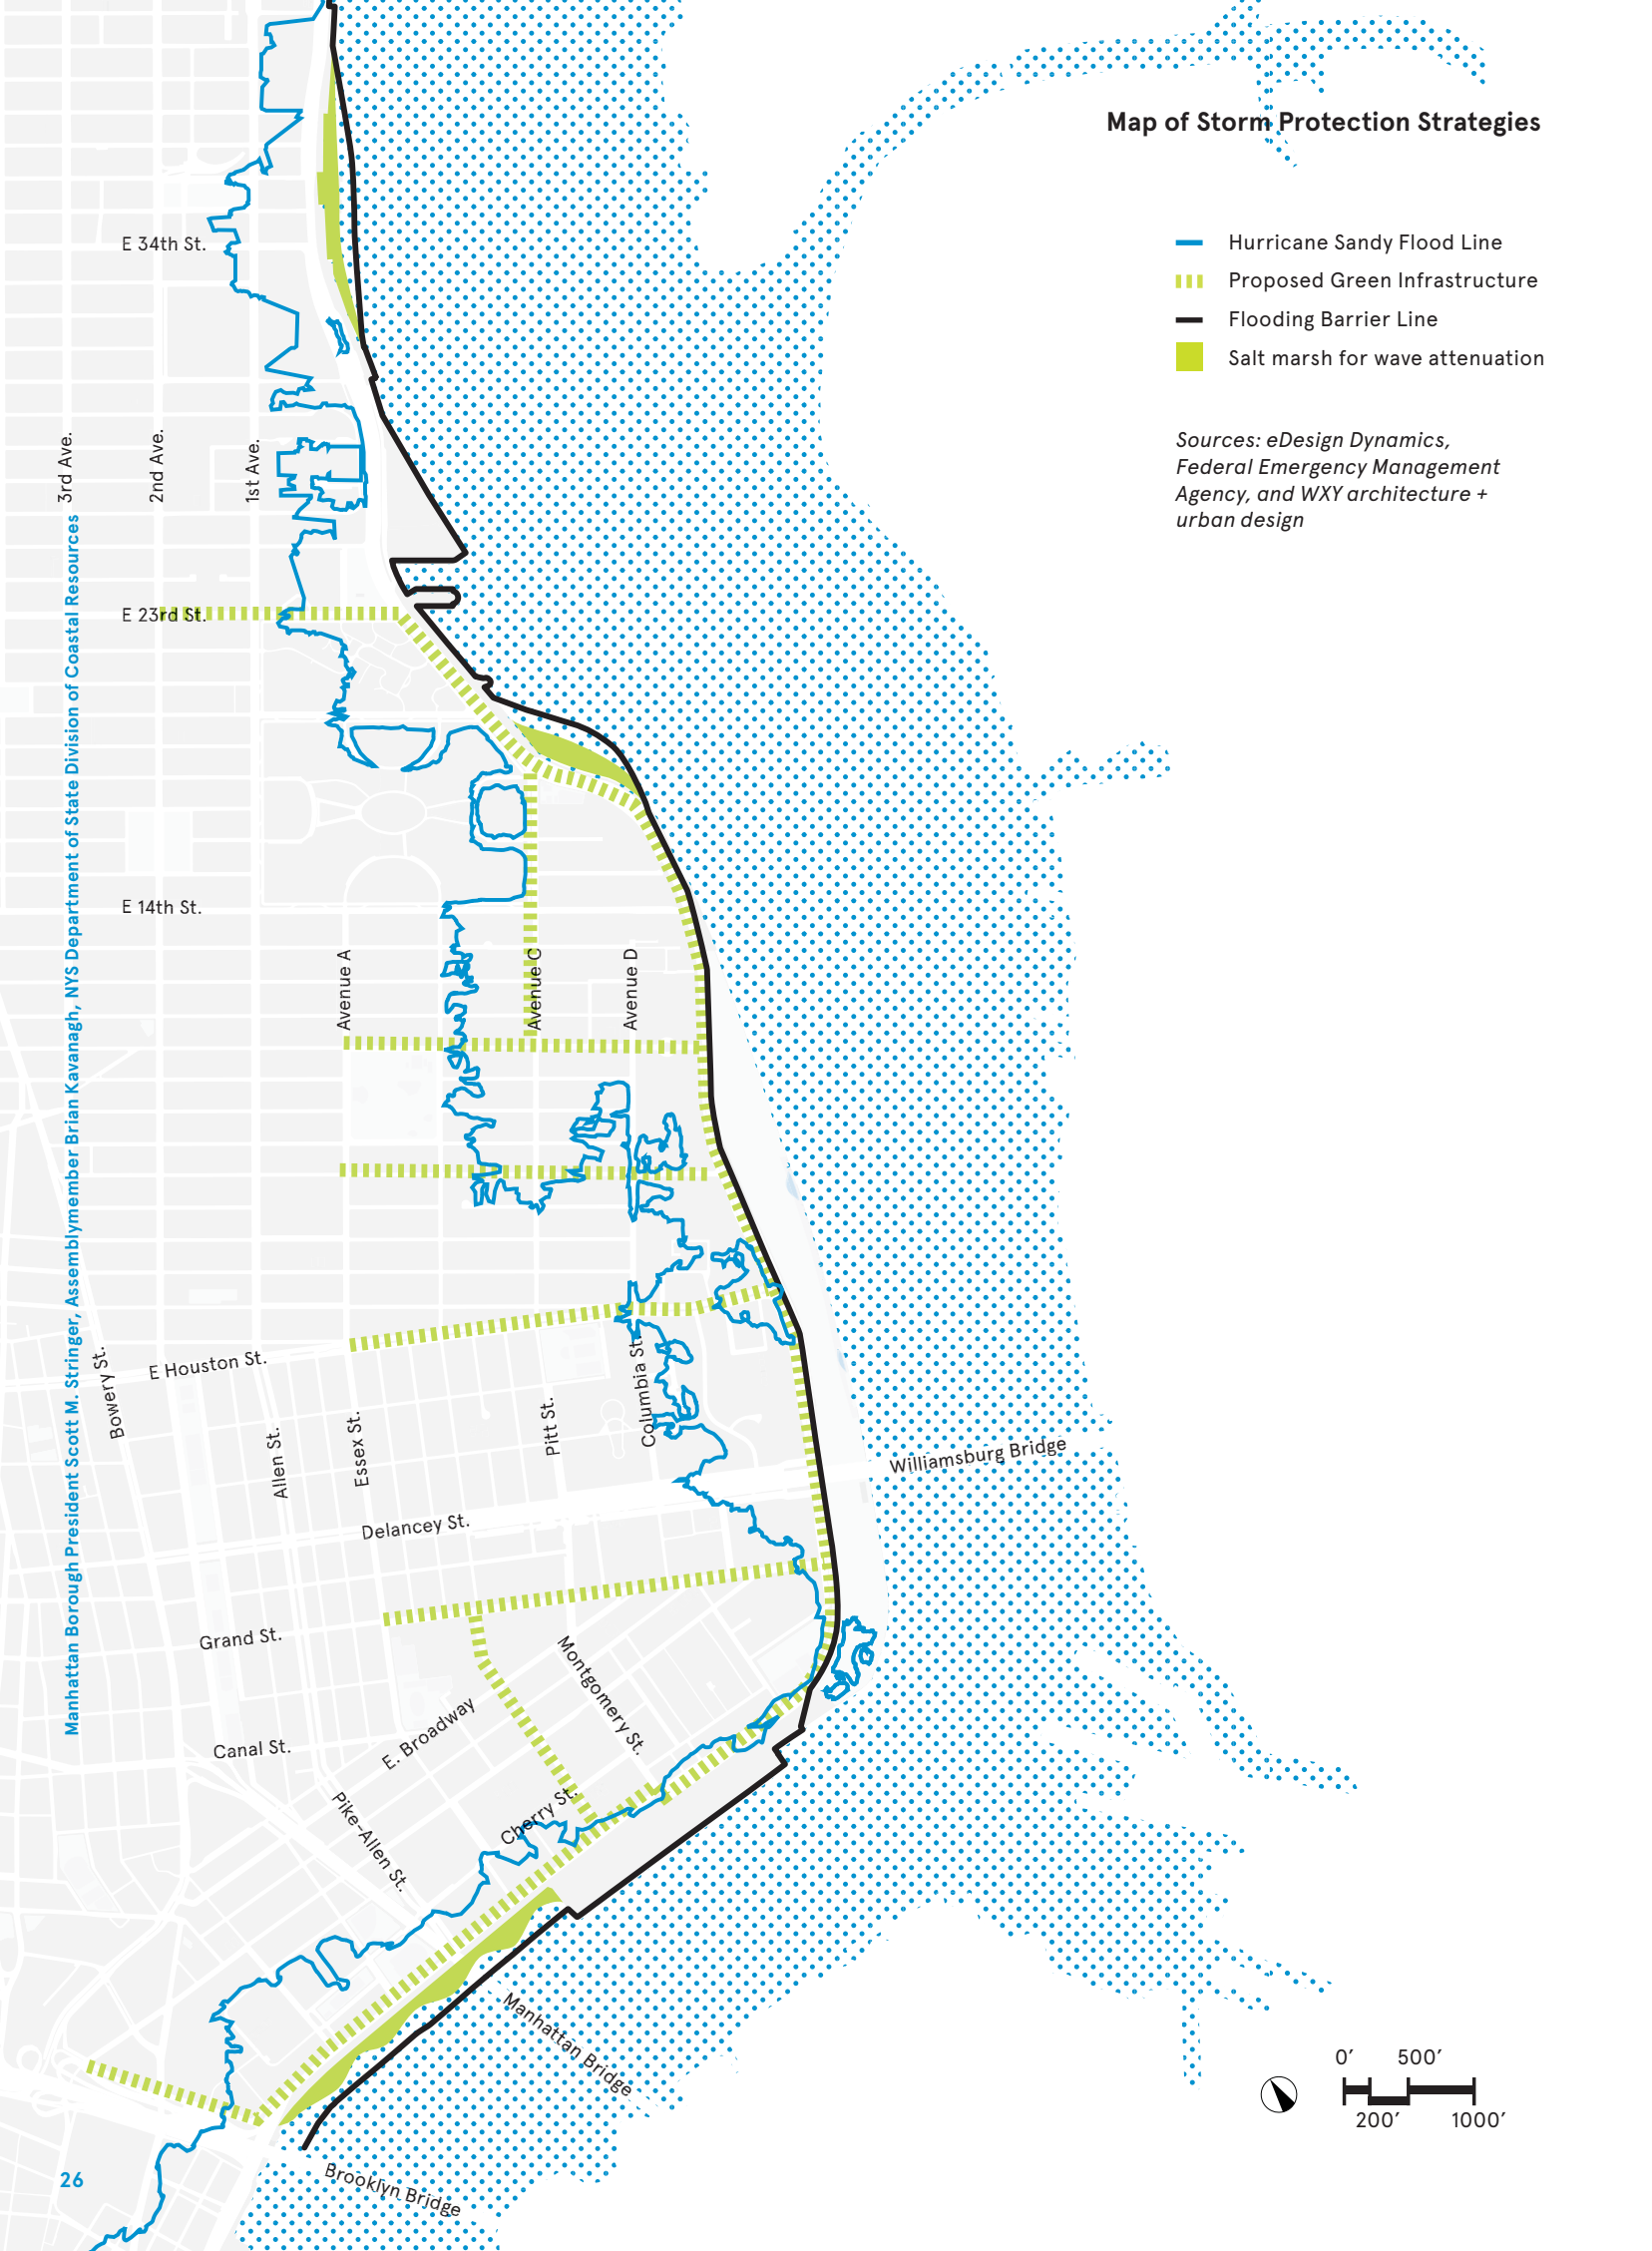 Map of Storm Protection Strategies
Hurricane Sandy Flood Line
Proposed Green Infrastructure
Flooding Barrier Line
Salt marsh for wave attenuation
Sources: eDesign Dynamics,
Federal Emergency Management
Agency, and WXY architecture +
urban design
E 34th St.
3rd Ave.
2nd Ave.
1st Ave.
E 23rd St.
E 14th St.
Avenue A
Avenue C
Avenue D
E Houston St.
Bowery St.
Allen St.
Essex St.
Pitt St.
Columbia St.
Williamsburg Bridge
Delancey St.
Grand St.
Montgomery St.
E. Broadway
Canal St.
Pike-Allen St.
Cherry St.
Manhattan Bridge
Brooklyn Bridge
0’ 500’
200’ 1000’
Manhattan Borough President Scott M. Stringer, Assemblymember Brian Kavanagh, NYS Department of State Division of Coastal Resources
26